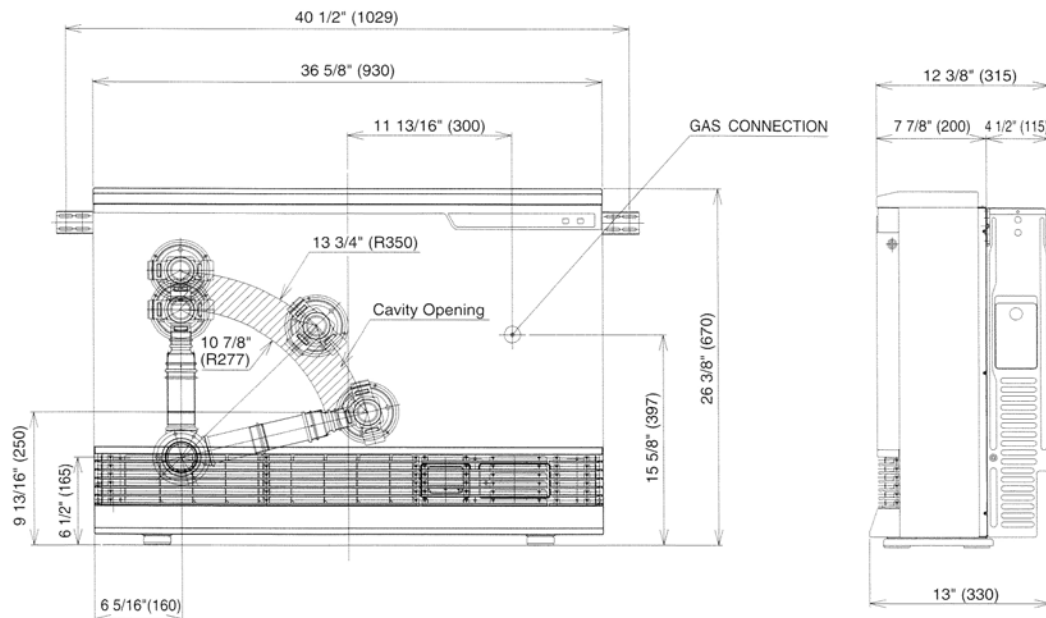 40 1/2" (1029)
36 5/8" (930)
11 13/16" (300)
GAS CONNECTION
13 3/4" (R350)
Cavity Opening
10 7/8"
(R277)
9 13/16" (250)
6 1/2" (165)
6 5/16"(160)
15 5/8" (397)
26 3/8" (670)
12 3/8" (315)
7 7/8" (200)
4 1/2" (115)
13" (330)